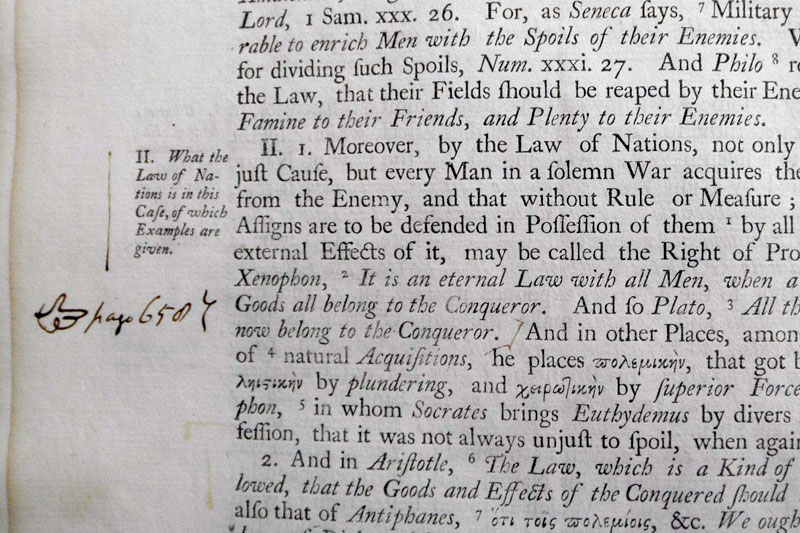 Lord, 1 Sam. xxx. 26. For, as Seneca ſays, 7 Military
rable to enrich Men with the Spoils of their Enemies.
for dividing ſuch Spoils, Num. xxxi. 27. And Philo 8 re
the Law, that their Fields ſhould be reaped by their Ene
Famine to their Friends, and Plenty to their Enemies.
II. 1. Moreover, by the Law of Nations, not only
juſt Cauſe, but every Man in a ſolemn War acquires the
from the Enemy, and that without Rule or Meaſure ;
Aſſigns are to be defended in Poſſeſſion of them 1 by all
external Effects of it, may be called the Right of Pro
Xenophon, 2 It is an eternal Law with all Men, when a
Goods all belong to the Conqueror. And ſo Plato, 3 All th
now belong to the Conqueror. And in other Places, amon
of 4 natural Acquiſitions, he places πολεμικὴν, that got b
ληιστικὴν by plundering, and χειρωτικὴν by ſuperior Force
phon, 5 in whom Socrates brings Euthydemus by divers
ſeſſion, that it was not always unjuſt to ſpoil, when again
2. And in Ariſtotle, 6 The Law, which is a Kind of
lowed, that the Goods and Effects of the Conquered ſhould
alſo that of Antiphanes, 7 ὅτι τοῖς πολεμίοις, &c. We ough
II. What the
Law of Na-
tions is in this
Caſe, of which
Examples are
given.
page 658